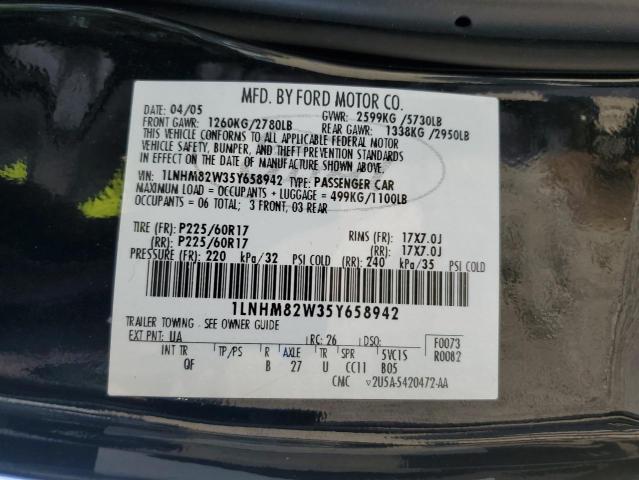 MFD. BY FORD MOTOR CO.
DATE: 04/05 GVWR: 2599KG /5730LB
FRONT GAWR: 1260KG/2780LB REAR GAWR: 1338KG /2950LB
THIS VEHICLE CONFORMS TO ALL APPLICABLE FEDERAL MOTOR
VEHICLE SAFETY, BUMPER, AND THEFT PREVENTION STANDARDS
IN EFFECT ON THE DATE OF MANUFACTURE SHOWN ABOVE.
VIN: 1LNHM82W35Y658942 TYPE: PASSENGER CAR
MAXIMUM LOAD = OCCUPANTS + LUGGAGE = 499KG/1100LB
OCCUPANTS = 06 TOTAL; 3 FRONT, 03 REAR
TIRE (FR): P225/60R17 RIMS (FR): 17X7.0J
(RR): P225/60R17 (RR): 17X7.0J
PRESSURE (FR): 220 kPa/32 PSI COLD (RR): 240 kPa/35 PSI COLD
1LNHM82W35Y658942
TRAILER TOWING - SEE OWNER GUIDE
EXT PNT: UA RC: 26 DSO: F0073
INT TR TP/PS R AXLE TR SPR 5VC1S R0082
QF B 27 U CC11 B05
CMC v2U5A-5420472-AA